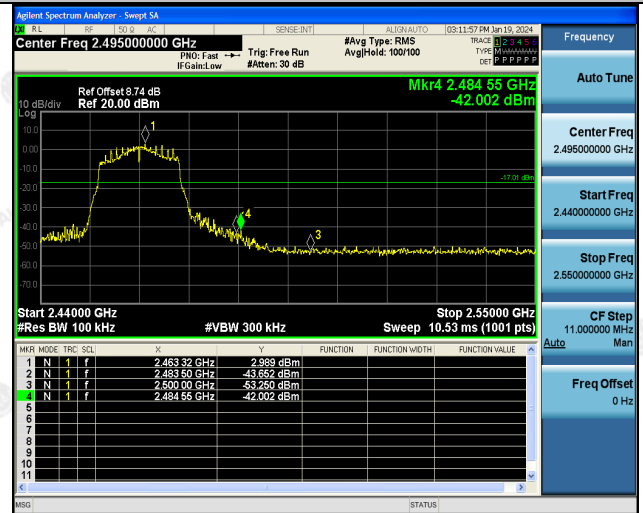 Agilent Spectrum Analyzer - Swept SA
RL RF 50 Ω AC SENSE:INT ALIGN AUTO 03:11:57 PM Jan 19, 2024
Center Freq 2.495000000 GHz
#Avg Type: RMS
TRACE 1 2 3 4 5 6
PNO: Fast Trig: Free Run Avg|Hold: 100/100 TYPE M
IFGain:Low #Atten: 30 dB DET P P P P P P
Mkr4 2.484 55 GHz
-42.002 dBm
Ref Offset 8.74 dB
10 dB/div Ref 20.00 dBm
Log
10.0
0.00
-10.0
-20.0
-30.0
-40.0
-50.0
-60.0
-70.0
1
4
3
-17.01 dBm
Start 2.44000 GHz Stop 2.55000 GHz
#Res BW 100 kHz #VBW 300 kHz Sweep 10.53 ms (1001 pts)
MKR MODE TRC SCL X Y FUNCTION FUNCTION WIDTH FUNCTION VALUE
1 N 1 f 2.463 32 GHz 2.989 dBm
2 N 1 f 2.483 50 GHz -43.652 dBm
3 N 1 f 2.500 00 GHz -53.250 dBm
4 N 1 f 2.484 55 GHz -42.002 dBm
5
6
7
8
9
10
11
MSG STATUS
Frequency
Auto Tune
Center Freq
2.495000000 GHz
Start Freq
2.440000000 GHz
Stop Freq
2.550000000 GHz
CF Step
11.000000 MHz
Auto Man
Freq Offset
0 Hz